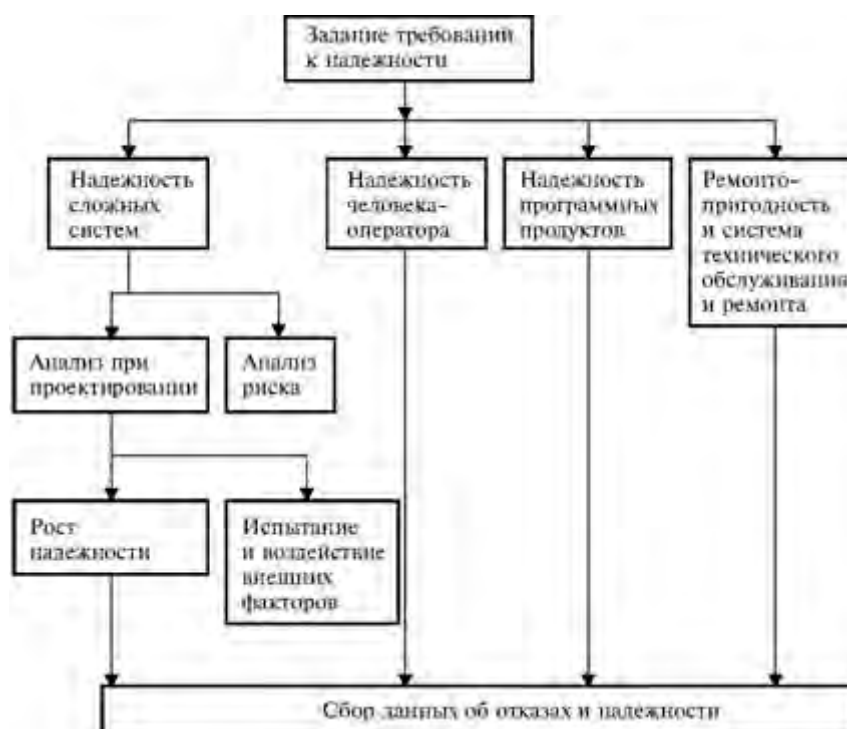 Задание требований
к надежности
Надежность
сложных
систем
Надежность
человека-
оператора
Надежность
программных
продуктов
Ремонто-
пригодность
и система
технического
обслуживания
и ремонта
Анализ при
проектировании
Анализ
риска
Рост
надежности
Испытание
и воздействие
внешних
факторов
Сбор данных об отказах и надежности